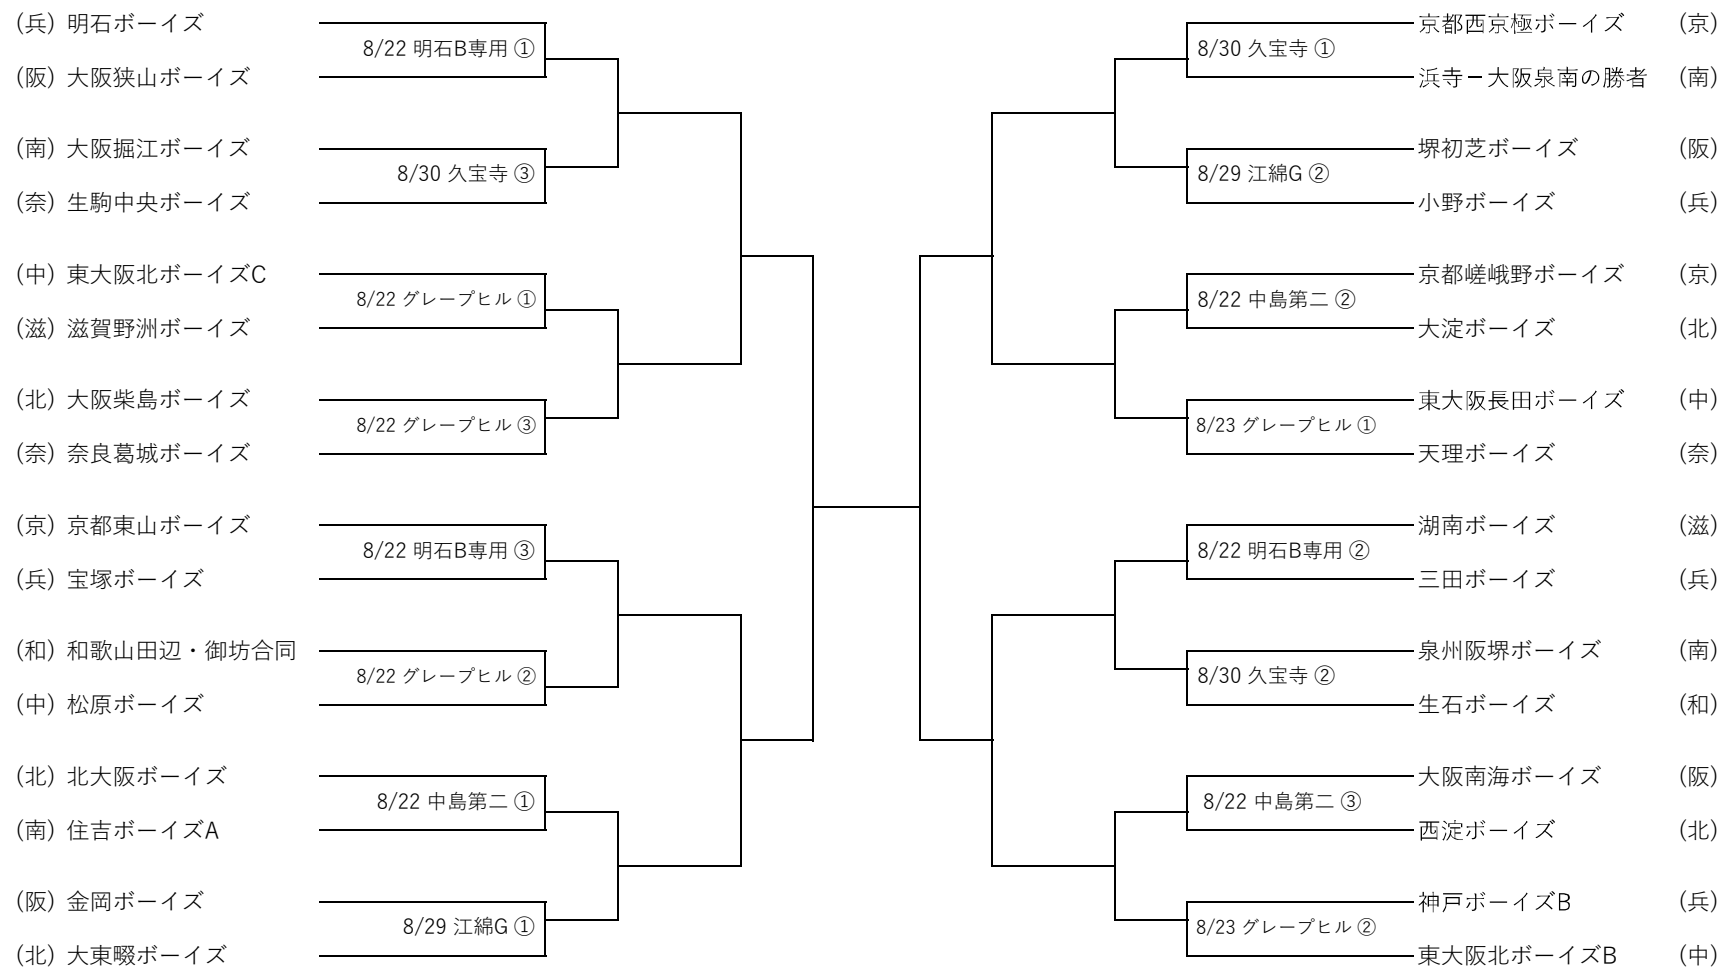 (兵) 明石ボーイズ
8/22 明石B専用 ①
(阪) 大阪狭山ボーイズ
(南) 大阪掘江ボーイズ
8/30 久宝寺 ③
(奈) 生駒中央ボーイズ
(中) 東大阪北ボーイズC
8/22 グレープヒル ①
(滋) 滋賀野洲ボーイズ
(北) 大阪柴島ボーイズ
8/22 グレープヒル ③
(奈) 奈良葛城ボーイズ
(京) 京都東山ボーイズ
8/22 明石B専用 ③
(兵) 宝塚ボーイズ
(和) 和歌山田辺・御坊合同
8/22 グレープヒル ②
(中) 松原ボーイズ
(北) 北大阪ボーイズ
8/22 中島第二 ①
(南) 住吉ボーイズA
(阪) 金岡ボーイズ
8/29 江綿G ①
(北) 大東畷ボーイズ
京都西京極ボーイズ (京)
8/30 久宝寺 ①
浜寺－大阪泉南の勝者 (南)
堺初芝ボーイズ (阪)
8/29 江綿G ②
小野ボーイズ (兵)
京都嵯峨野ボーイズ (京)
8/22 中島第二 ②
大淀ボーイズ (北)
東大阪長田ボーイズ (中)
8/23 グレープヒル ①
天理ボーイズ (奈)
湖南ボーイズ (滋)
8/22 明石B専用 ②
三田ボーイズ (兵)
泉州阪堺ボーイズ (南)
8/30 久宝寺 ②
生石ボーイズ (和)
大阪南海ボーイズ (阪)
8/22 中島第二 ③
西淀ボーイズ (北)
神戸ボーイズB (兵)
8/23 グレープヒル ②
東大阪北ボーイズB (中)